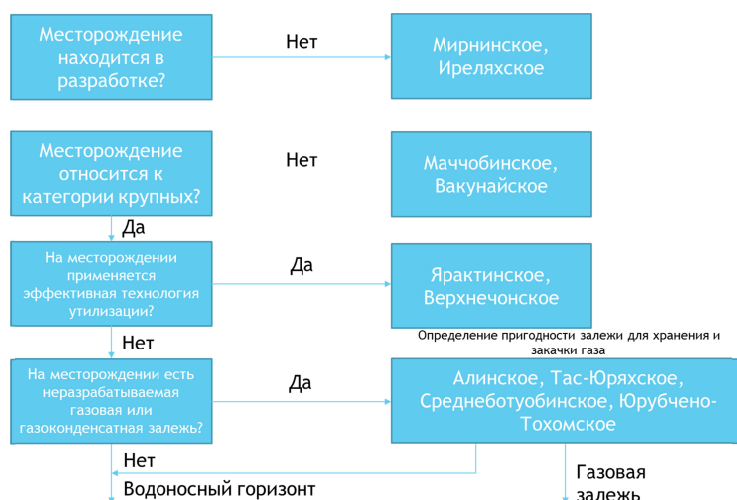 Месторождение
находится в
разработке?
Нет
Мирнинское,
Иреляхское
Месторождение
относится к
категории крупных?
Нет
Маччобинское,
Вакунайское
Да
На месторождении
применяется
эффективная технология
утилизации?
Да
Ярактинское,
Верхнечонское
Нет
Определение пригодности залежи для хранения и
закачки газа
На месторождении есть
неразрабатываемая
газовая или
газоконденсатная залежь?
Да
Алинское, Тас-Юряхское,
Среднеботуобинское, Юрубчено-
Тохомское
Нет
Водоносный горизонт
Газовая
залежь